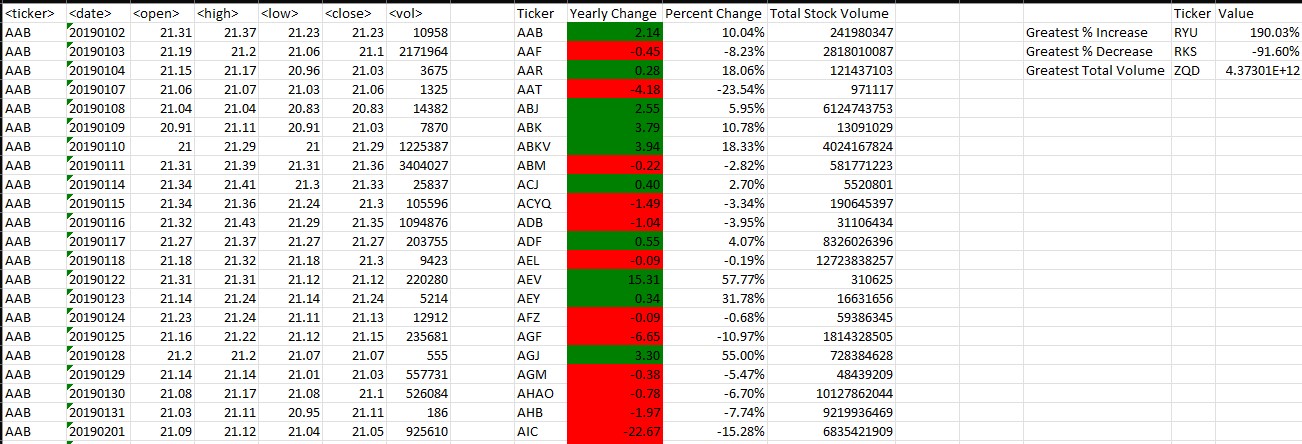 <ticker> <date> <open> <high> <low> <close> <vol> Ticker Yearly Change Percent Change Total Stock Volume Ticker Value
AAB 20190102 21.31 21.37 21.23 21.23 10958 AAB 2.14 10.04% 241980347 Greatest % Increase RYU 190.03%
AAB 20190103 21.19 21.2 21.06 21.1 2171964 AAF -0.45 -8.23% 2818010087 Greatest % Decrease RKS -91.60%
AAB 20190104 21.15 21.17 20.96 21.03 3675 AAR 0.28 18.06% 121437103 Greatest Total Volume ZQD 4.37301E+12
AAB 20190107 21.06 21.07 21.03 21.06 1325 AAT -4.18 -23.54% 971117
AAB 20190108 21.04 21.04 20.83 20.83 14382 ABJ 2.55 5.95% 6124743753
AAB 20190109 20.91 21.11 20.91 21.03 7870 ABK 3.79 10.78% 13091029
AAB 20190110 21 21.29 21 21.29 1225387 ABKV 3.94 18.33% 4024167824
AAB 20190111 21.31 21.39 21.31 21.36 3404027 ABM -0.22 -2.82% 581771223
AAB 20190114 21.34 21.41 21.3 21.33 25837 ACJ 0.40 2.70% 5520801
AAB 20190115 21.34 21.36 21.24 21.3 105596 ACYQ -1.49 -3.34% 190645397
AAB 20190116 21.32 21.43 21.29 21.35 1094876 ADB -1.04 -3.95% 31106434
AAB 20190117 21.27 21.37 21.27 21.27 203755 ADF 0.55 4.07% 8326026396
AAB 20190118 21.18 21.32 21.18 21.3 9423 AEL -0.09 -0.19% 12723838257
AAB 20190122 21.31 21.31 21.12 21.12 220280 AEV 15.31 57.77% 310625
AAB 20190123 21.14 21.24 21.14 21.24 5214 AEY 0.34 31.78% 16631656
AAB 20190124 21.23 21.24 21.11 21.13 12912 AFZ -0.09 -0.68% 59386345
AAB 20190125 21.16 21.22 21.12 21.15 235681 AGF -6.65 -10.97% 1814328505
AAB 20190128 21.2 21.2 21.07 21.07 555 AGJ 3.30 55.00% 728384628
AAB 20190129 21.14 21.14 21.01 21.03 557731 AGM -0.38 -5.47% 48439209
AAB 20190130 21.08 21.17 21.08 21.1 526084 AHAO -0.78 -6.70% 10127862044
AAB 20190131 21.03 21.11 20.95 21.11 186 AHB -1.97 -7.74% 9219936469
AAB 20190201 21.09 21.12 21.04 21.05 925610 AIC -22.67 -15.28% 6835421909